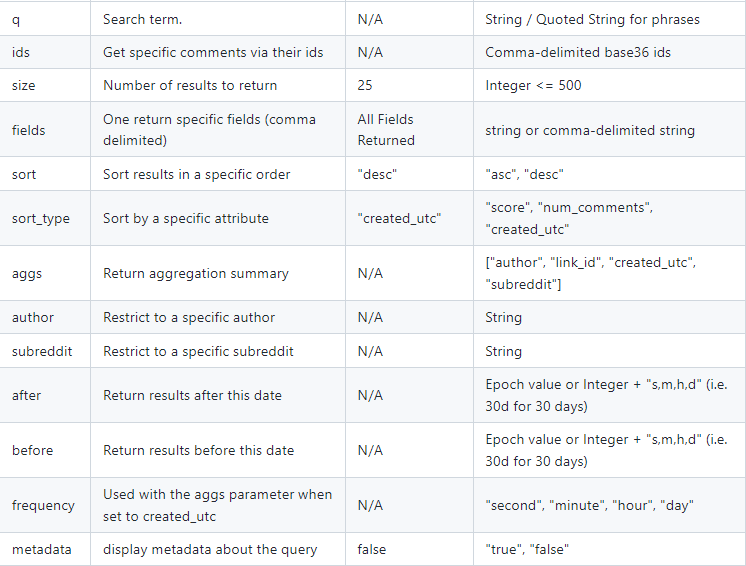 q Search term. N/A String / Quoted String for phrases
ids Get specific comments via their ids N/A Comma-delimited base36 ids
size Number of results to return 25 Integer <= 500
fields One return specific fields (comma delimited) All Fields Returned string or comma-delimited string
sort Sort results in a specific order "desc" "asc", "desc"
sort_type Sort by a specific attribute "created_utc" "score", "num_comments", "created_utc"
aggs Return aggregation summary N/A ["author", "link_id", "created_utc", "subreddit"]
author Restrict to a specific author N/A String
subreddit Restrict to a specific subreddit N/A String
after Return results after this date N/A Epoch value or Integer + "s,m,h,d" (i.e. 30d for 30 days)
before Return results before this date N/A Epoch value or Integer + "s,m,h,d" (i.e. 30d for 30 days)
frequency Used with the aggs parameter when set to created_utc N/A "second", "minute", "hour", "day"
metadata display metadata about the query false "true", "false"